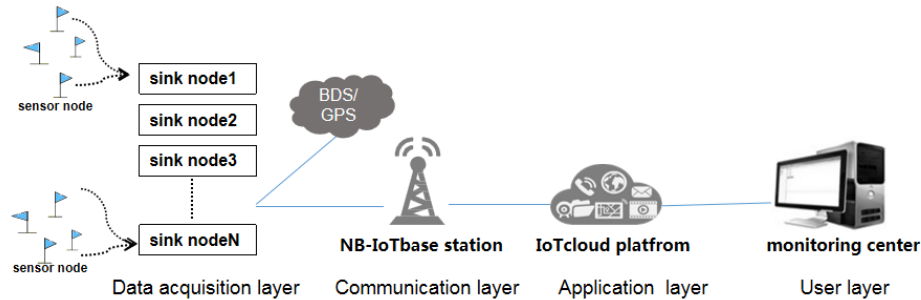 sensor node
sink node1
sink node2
sink node3
sink nodeN
sensor node
BDS/
GPS
NB-IoTbase station
IoTcloud platfrom
monitoring center
Data acquisition layer
Communication layer
Application layer
User layer